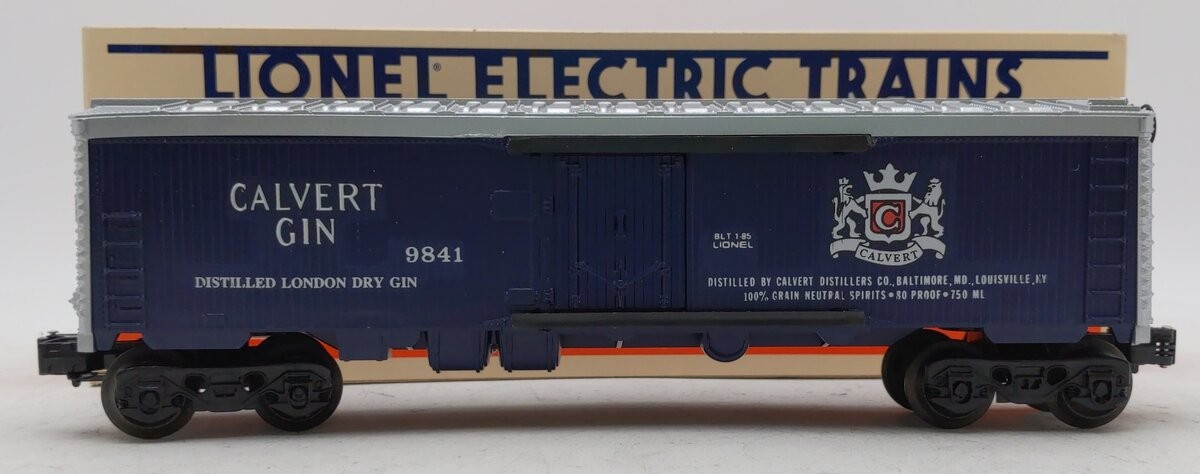 LIONEL® ELECTRIC TRAINS
CALVERT
GIN
9841
DISTILLED LONDON DRY GIN
BLT 1-85
LIONEL
C
CALVERT
DISTILLED BY CALVERT DISTILLERS CO., BALTIMORE, MD., LOUISVILLE, KY
100% GRAIN NEUTRAL SPIRITS • 80 PROOF • 750 ML